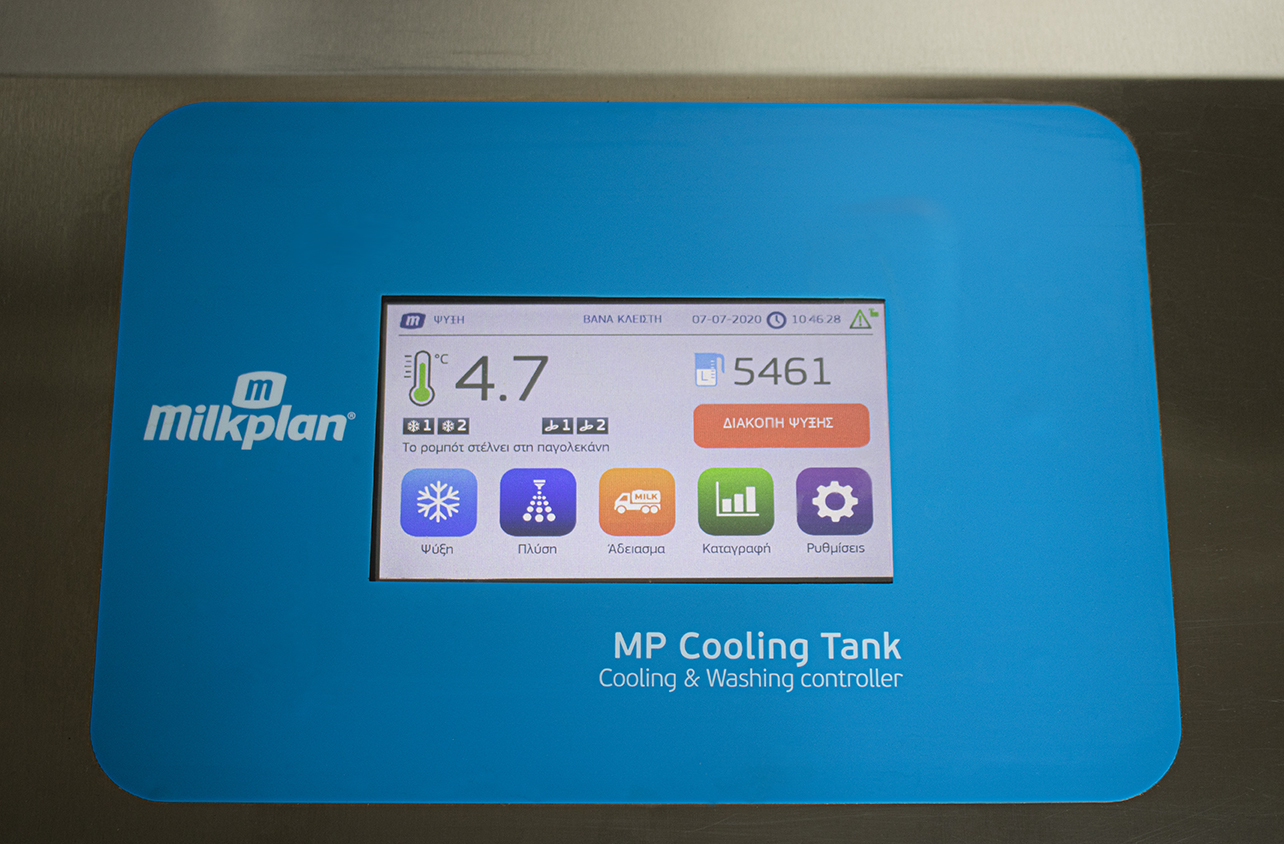 ΨΥΞΗ ΒΑΝΑ ΚΛΕΙΣΤΗ 07-07-2020 10:46:28
°C 4.7 L 5461
1 2 1 2 ΔΙΑΚΟΠΗ ΨΥΞΗΣ
Το ρομπότ στέλνει στη παγολεκάνη
m
milkplan®
MILK
Ψύξη Πλύση Άδειασμα Καταγραφή Ρυθμίσεις
MP Cooling Tank
Cooling & Washing controller